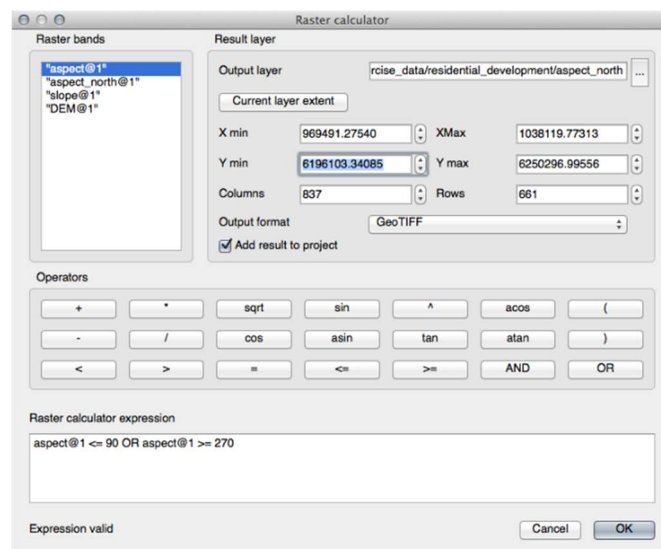 Raster calculator
Raster bands
Result layer
"aspect@1"
"aspect_north@1"
"slope@1"
"DEM@1"
Output layer
rcise_data/residential_development/aspect_north
...
Current layer extent
X min
969491.27540
XMax
1038119.77313
Y min
6196103.34085
Y max
6250296.99556
Columns
837
Rows
661
Output format
GeoTIFF
Add result to project
Operators
+ * sqrt sin ^ acos (
- / cos asin tan atan )
< > = <= >= AND OR
Raster calculator expression
aspect@1 <= 90 OR aspect@1 >= 270
Expression valid
Cancel
OK